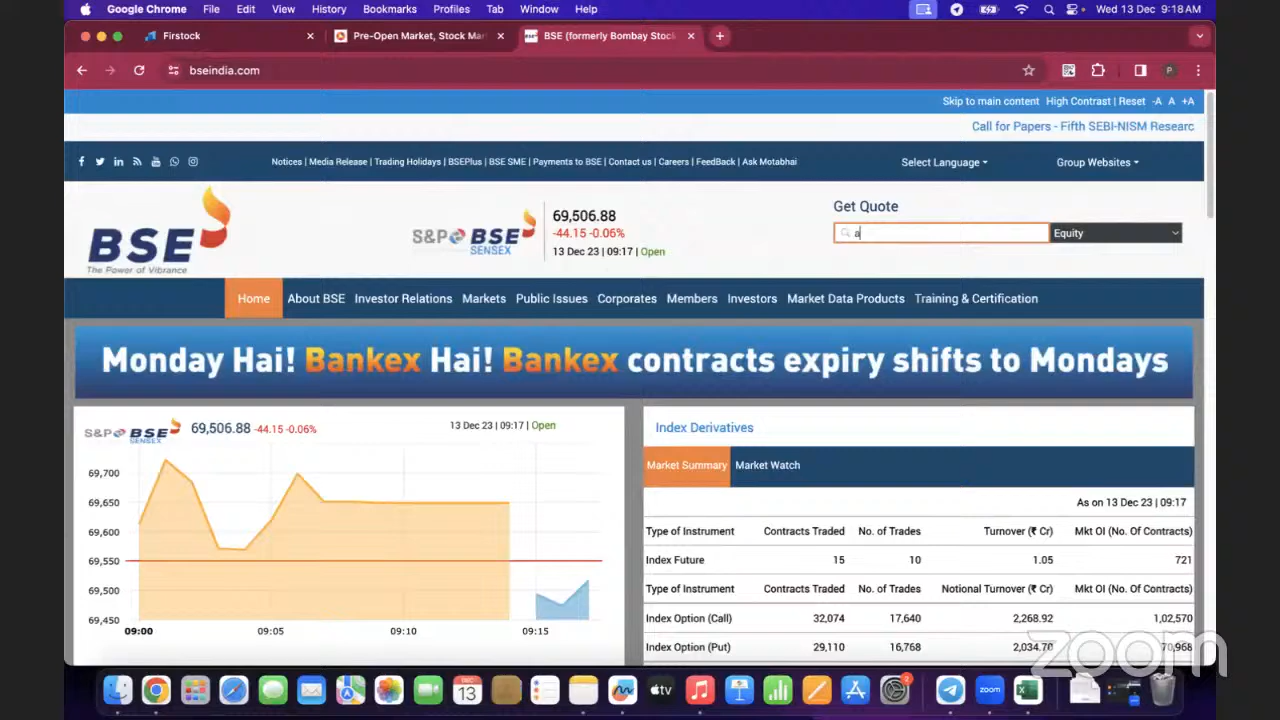 Google Chrome File Edit View History Bookmarks Profiles Tab Window Help Wed 13 Dec 9:18 AM
Firstock Pre-Open Market, Stock Mar BSE (formerly Bombay Stock
bseindia.com P
Skip to main content High Contrast | Reset -A A +A
Call for Papers - Fifth SEBI-NISM Researc
Notices | Media Release | Trading Holidays | BSEPlus | BSE SME | Payments to BSE | Contact us | Careers | FeedBack | Ask Motabhai Select Language Group Websites
BSE
The Power of Vibrance
S&P BSE
SENSEX
69,506.88
-44.15 -0.06%
13 Dec 23 | 09:17 | Open
Get Quote
a Equity
Home About BSE Investor Relations Markets Public Issues Corporates Members Investors Market Data Products Training & Certification
Monday Hai! Bankex Hai! Bankex contracts expiry shifts to Mondays
S&P BSE SENSEX 69,506.88 -44.15 -0.06% 13 Dec 23 | 09:17 | Open
69,700
69,650
69,600
69,550
69,500
69,450
09:00 09:05 09:10 09:15
Index Derivatives
Market Summary Market Watch
As on 13 Dec 23 | 09:17
Type of Instrument Contracts Traded No. of Trades Turnover (₹ Cr) Mkt OI (No. Of Contracts)
Index Future 15 10 1.05 721
Type of Instrument Contracts Traded No. of Trades Notional Turnover (₹ Cr) Mkt OI (No. Of Contracts)
Index Option (Call) 32,074 17,640 2,268.92 1,02,570
Index Option (Put) 29,110 16,768 2,034.70 70,968
zoom
DEC
13
tv
zoom
2